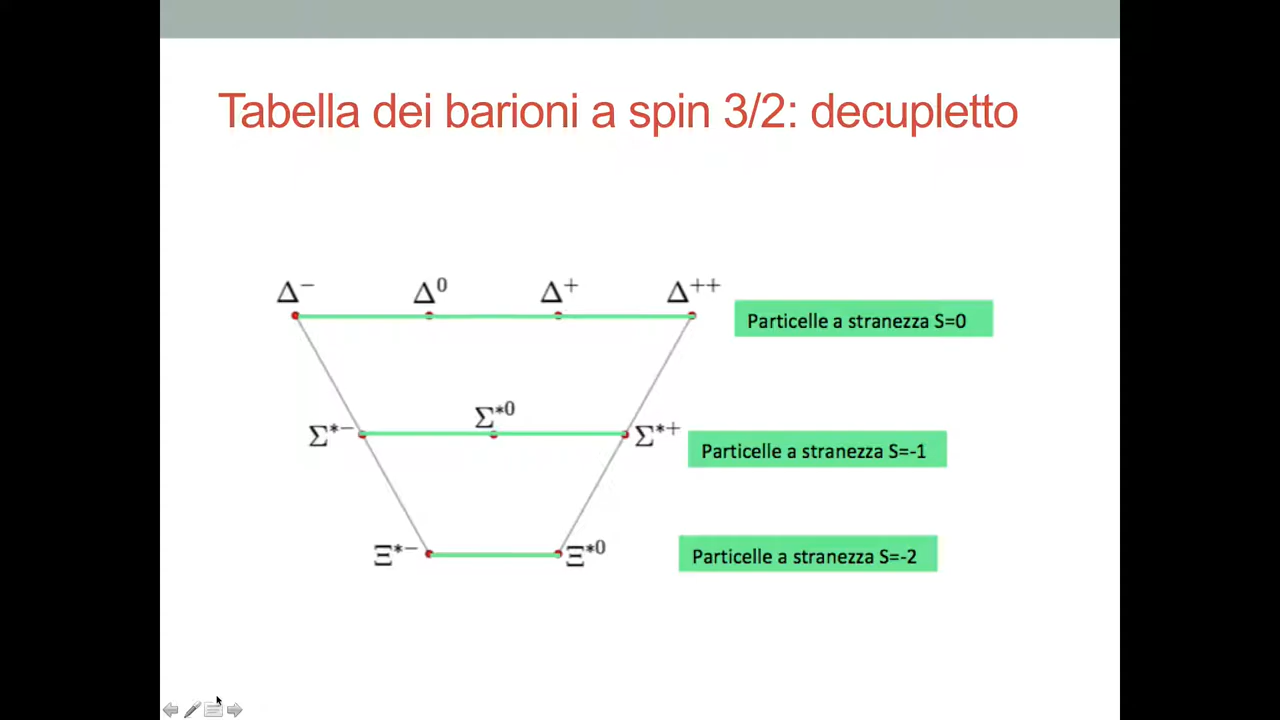 Tabella dei barioni a spin 3/2: decupletto
Δ⁻ Δ⁰ Δ⁺ Δ⁺⁺
Particelle a stranezza S=0
Σ*⁻ Σ*⁰ Σ*⁺
Particelle a stranezza S=-1
Ξ*⁻ Ξ*⁰
Particelle a stranezza S=-2